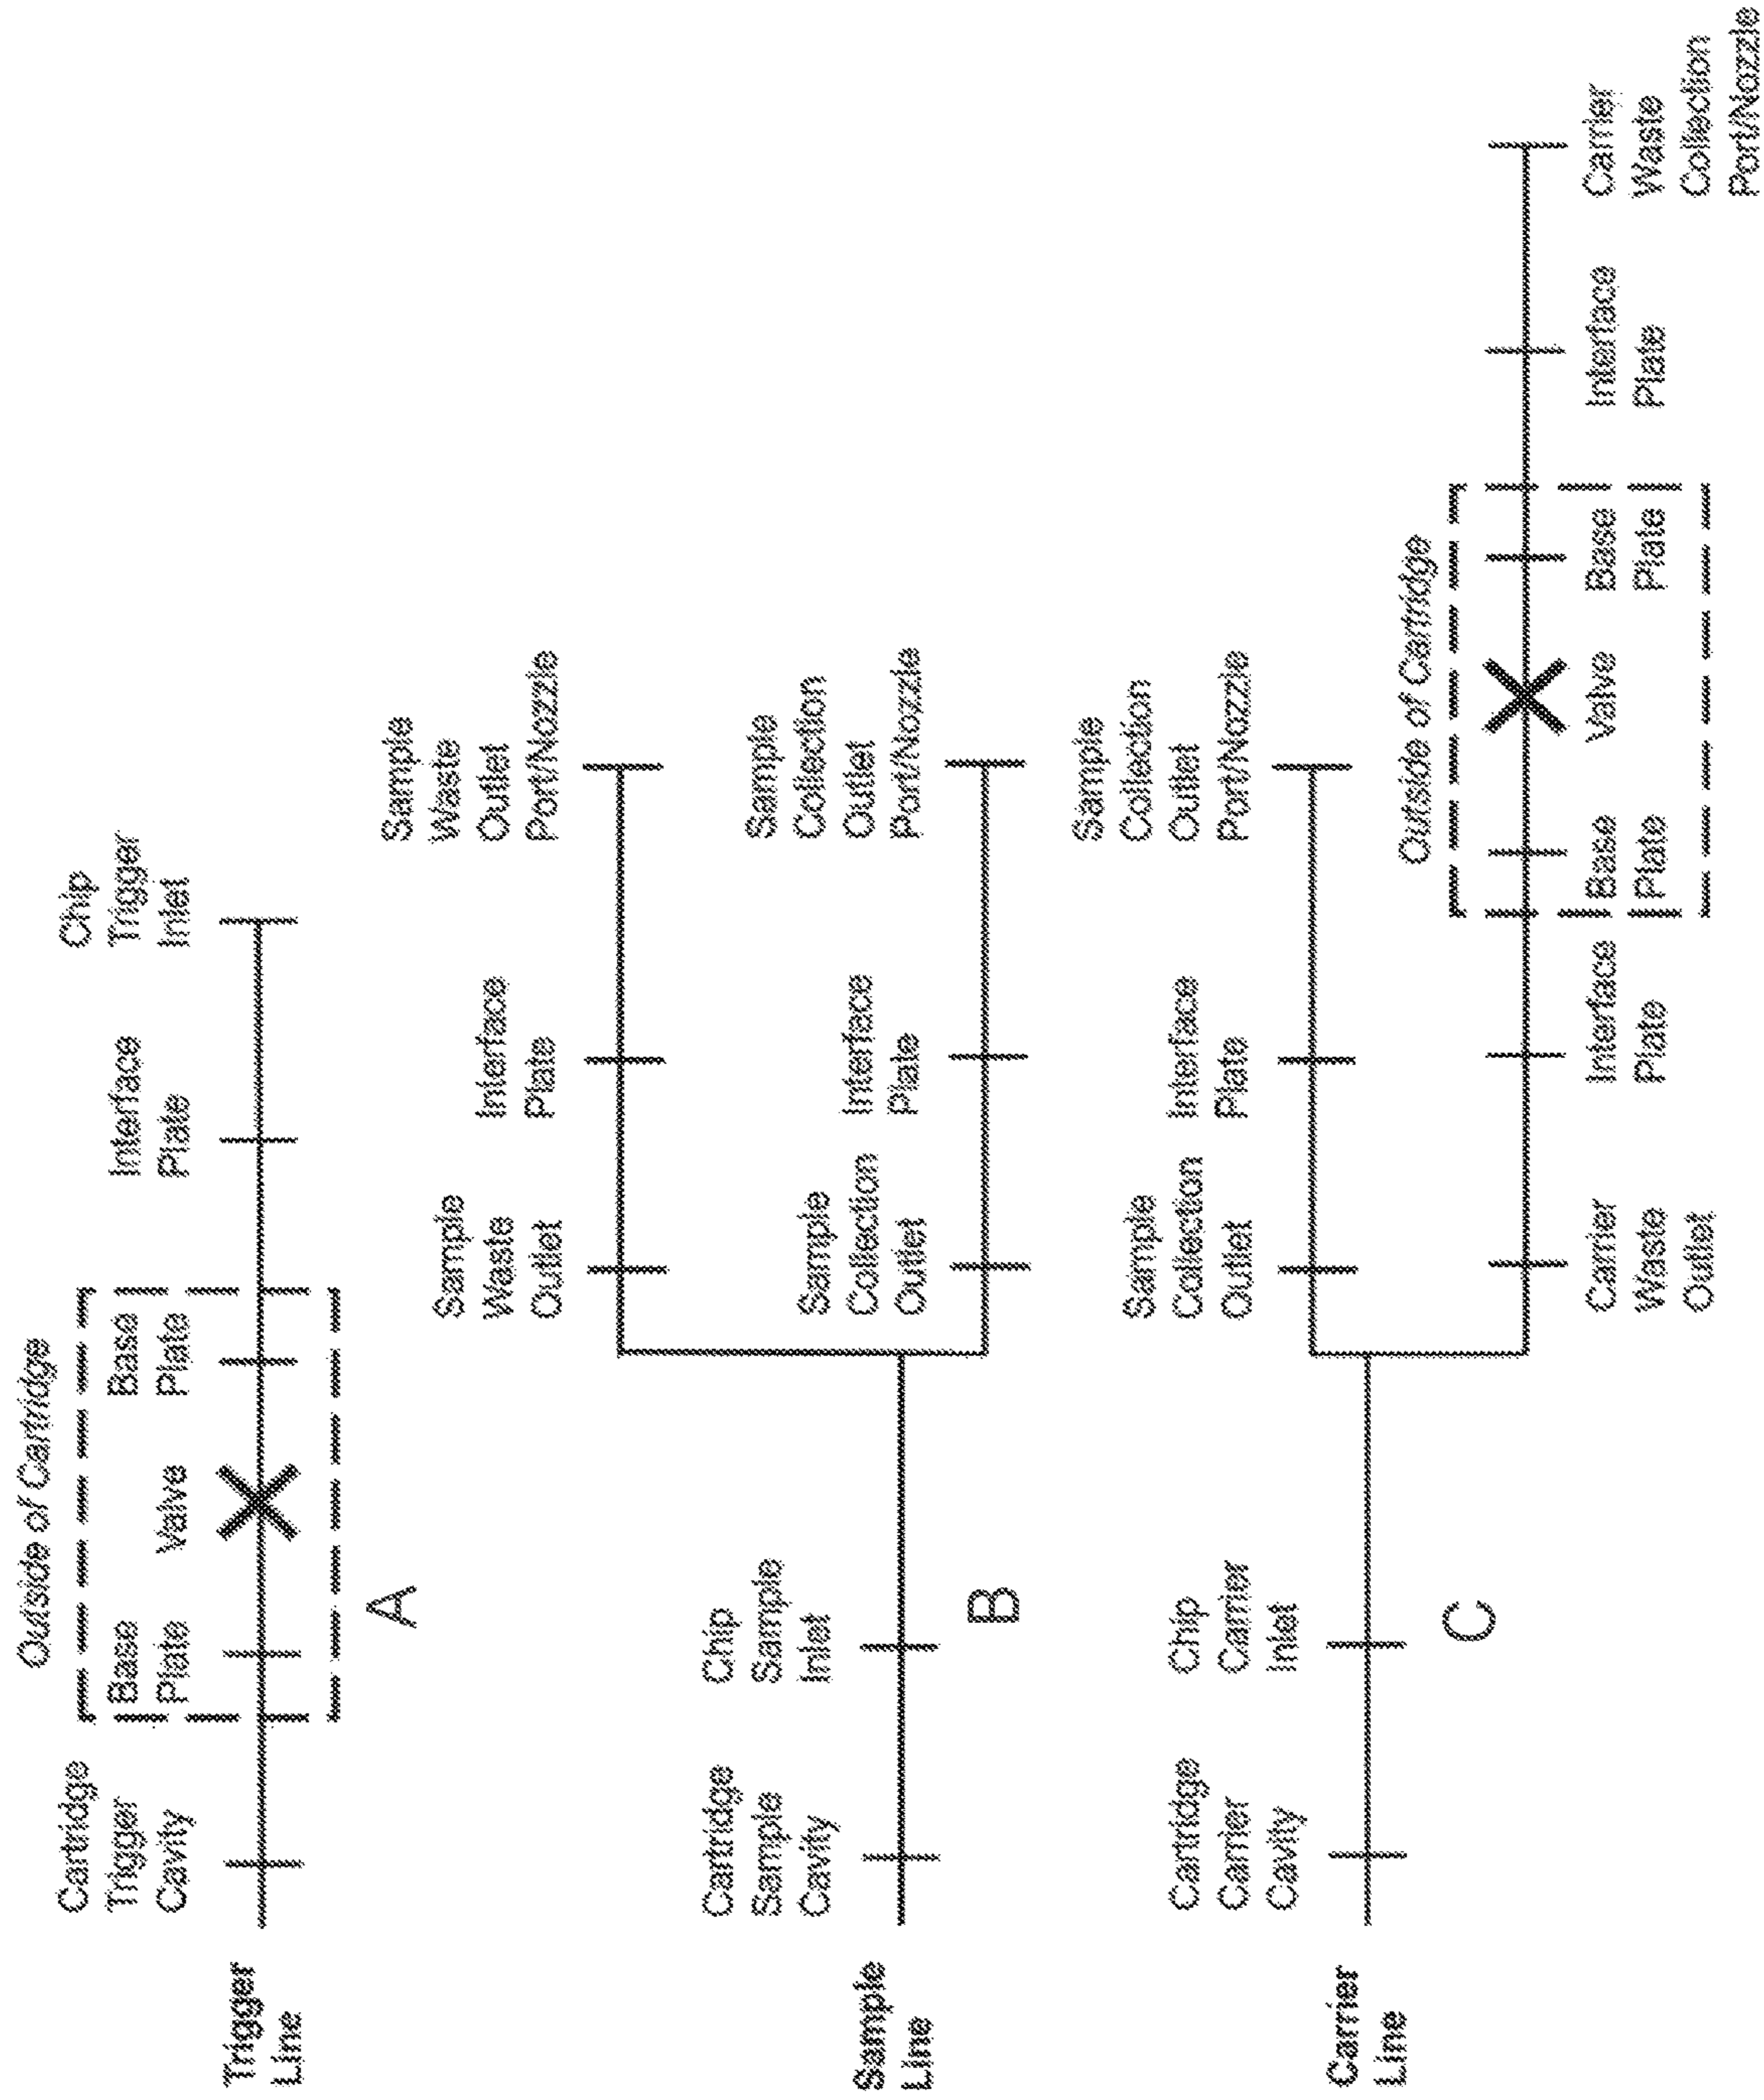 Outside of Cartridge
Trigger
Line
Cartridge
Trigger
Cavity
Base
Plate
Valve
Base
Plate
Interface
Plate
Chip
Trigger
Inlet
A
Sample
Line
Cartridge
Sample
Cavity
Chip
Sample
Inlet
Sample
Waste
Outlet
Interface
Plate
Sample
Waste
Outlet
Port/Nozzle
Sample
Collection
Outlet
Interface
Plate
Sample
Collection
Outlet
Port/Nozzle
B
Carrier
Line
Cartridge
Carrier
Cavity
Chip
Carrier
Inlet
Sample
Collection
Outlet
Interface
Plate
Sample
Collection
Outlet
Port/Nozzle
C
Outside of Cartridge
Carrier
Waste
Outlet
Interface
Plate
Base
Plate
Valve
Base
Plate
Interface
Plate
Carrier
Waste
Collection
Port/Nozzle